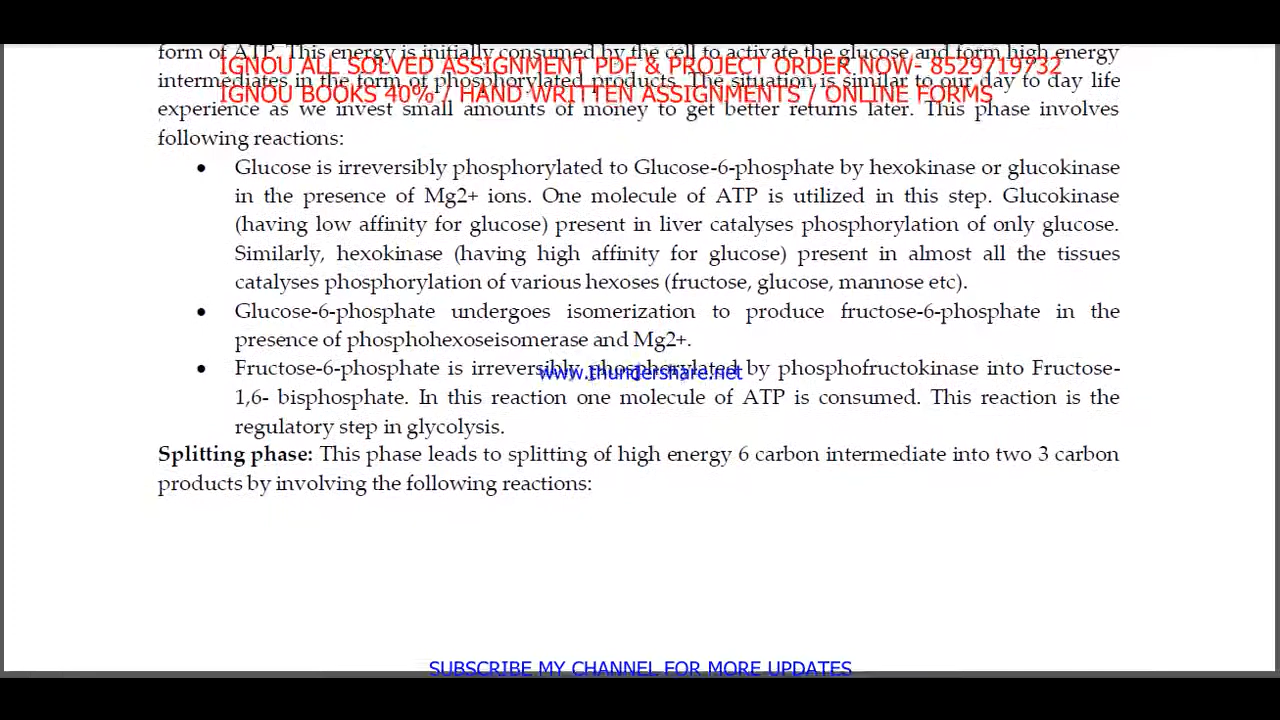 form of ATP. This energy is initially consumed by the cell to activate the glucose and form high energy
IGNOU ALL SOLVED ASSIGNMENT PDF & PROJECT ORDER NOW- 8529719732
intermediates in the form of phosphorylated products. The situation is similar to our day to day life
IGNOU BOOKS 40% / HAND WRITTEN ASSIGNMENTS / ONLINE FORMS
experience as we invest small amounts of money to get better returns later. This phase involves
following reactions:
• Glucose is irreversibly phosphorylated to Glucose-6-phosphate by hexokinase or glucokinase
in the presence of Mg2+ ions. One molecule of ATP is utilized in this step. Glucokinase
(having low affinity for glucose) present in liver catalyses phosphorylation of only glucose.
Similarly, hexokinase (having high affinity for glucose) present in almost all the tissues
catalyses phosphorylation of various hexoses (fructose, glucose, mannose etc).
• Glucose-6-phosphate undergoes isomerization to produce fructose-6-phosphate in the
presence of phosphohexoseisomerase and Mg2+.
• Fructose-6-phosphate is irreversibly phosphorylated by phosphofructokinase into Fructose-
www.thundershare.net
1,6- bisphosphate. In this reaction one molecule of ATP is consumed. This reaction is the
regulatory step in glycolysis.
Splitting phase: This phase leads to splitting of high energy 6 carbon intermediate into two 3 carbon
products by involving the following reactions:
SUBSCRIBE MY CHANNEL FOR MORE UPDATES